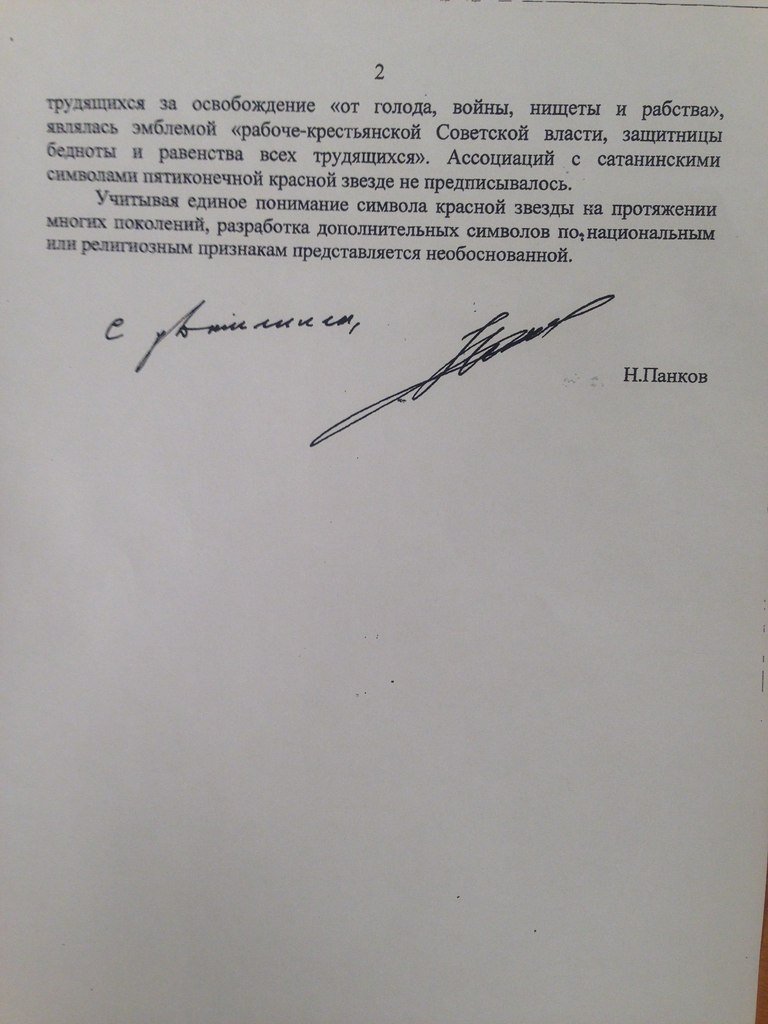 2
трудящихся за освобождение «от голода, войны, нищеты и рабства»,
являлась эмблемой «рабоче-крестьянской Советской власти, защитницы
бедноты и равенства всех трудящихся». Ассоциаций с сатанинскими
символами пятиконечной красной звезде не предписывалось.
Учитывая единое понимание символа красной звезды на протяжении
многих поколений, разработка дополнительных символов по национальным
или религиозным признакам представляется необоснованной.
с уважением,
Н.Панков